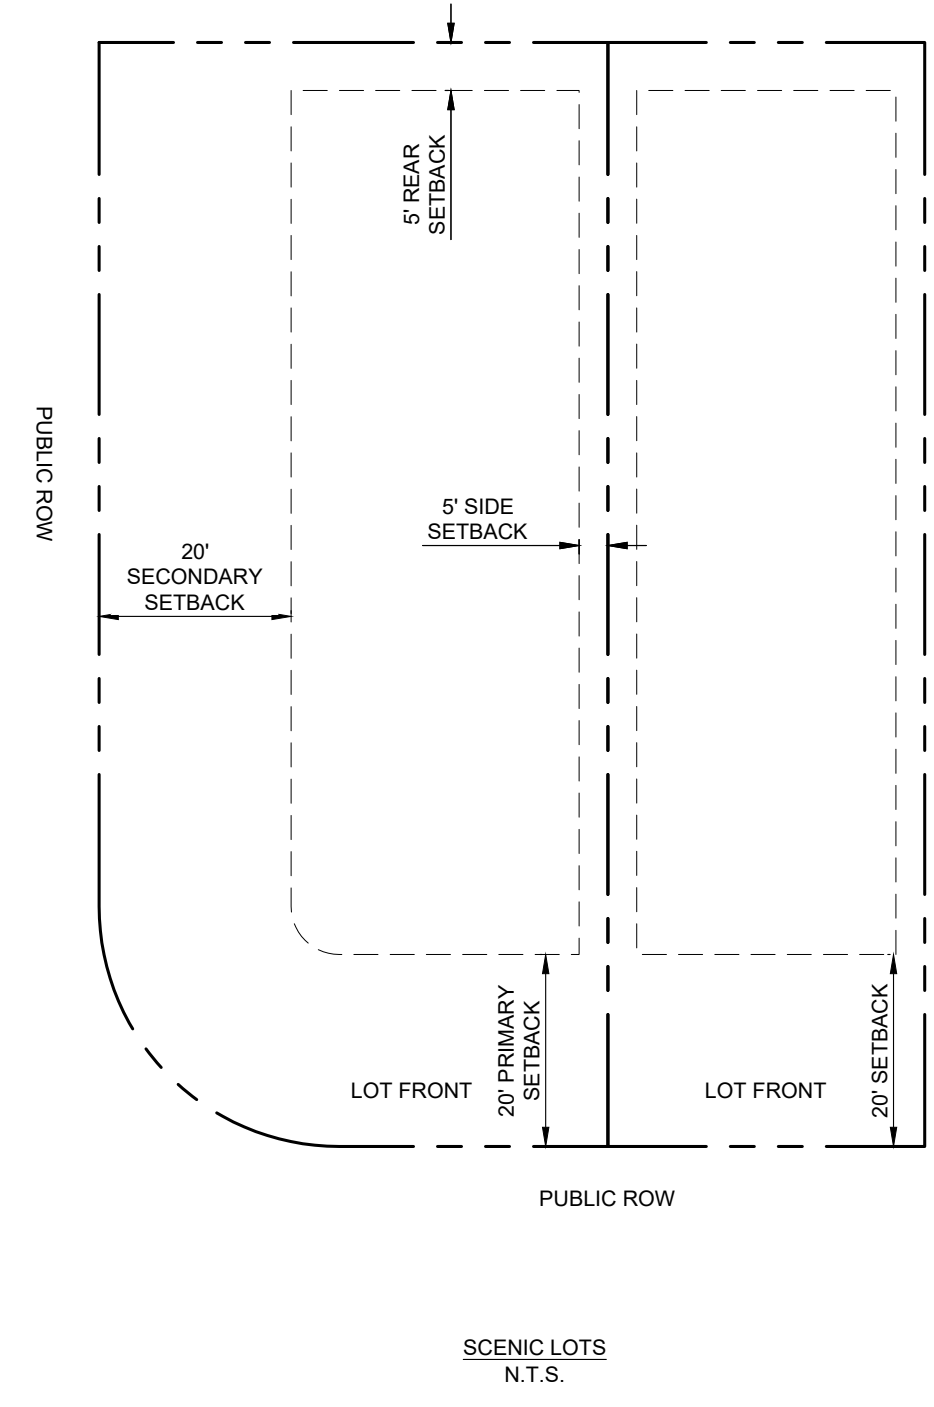 5' REAR
SETBACK
PUBLIC ROW
5' SIDE
SETBACK
20'
SECONDARY
SETBACK
20' PRIMARY
SETBACK
20' SETBACK
LOT FRONT
LOT FRONT
PUBLIC ROW
SCENIC LOTS
N.T.S.